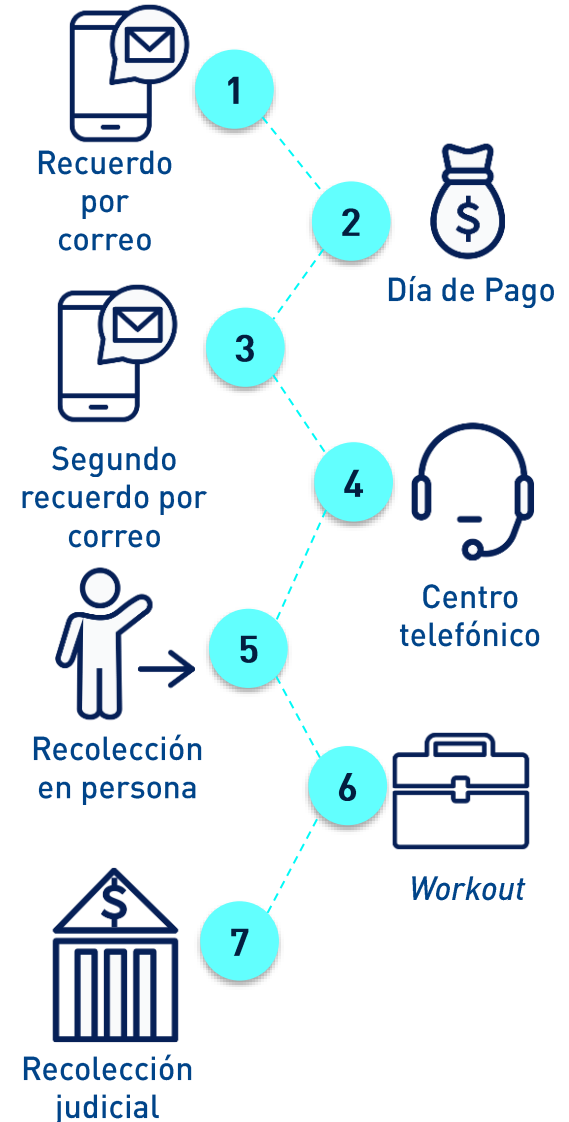 1
Recuerdo
por
correo
2
$
Día de Pago
3
Segundo
recuerdo por
correo
4
Centro
telefónico
5
Recolección
en persona
6
Workout
7
$
Recolección
judicial